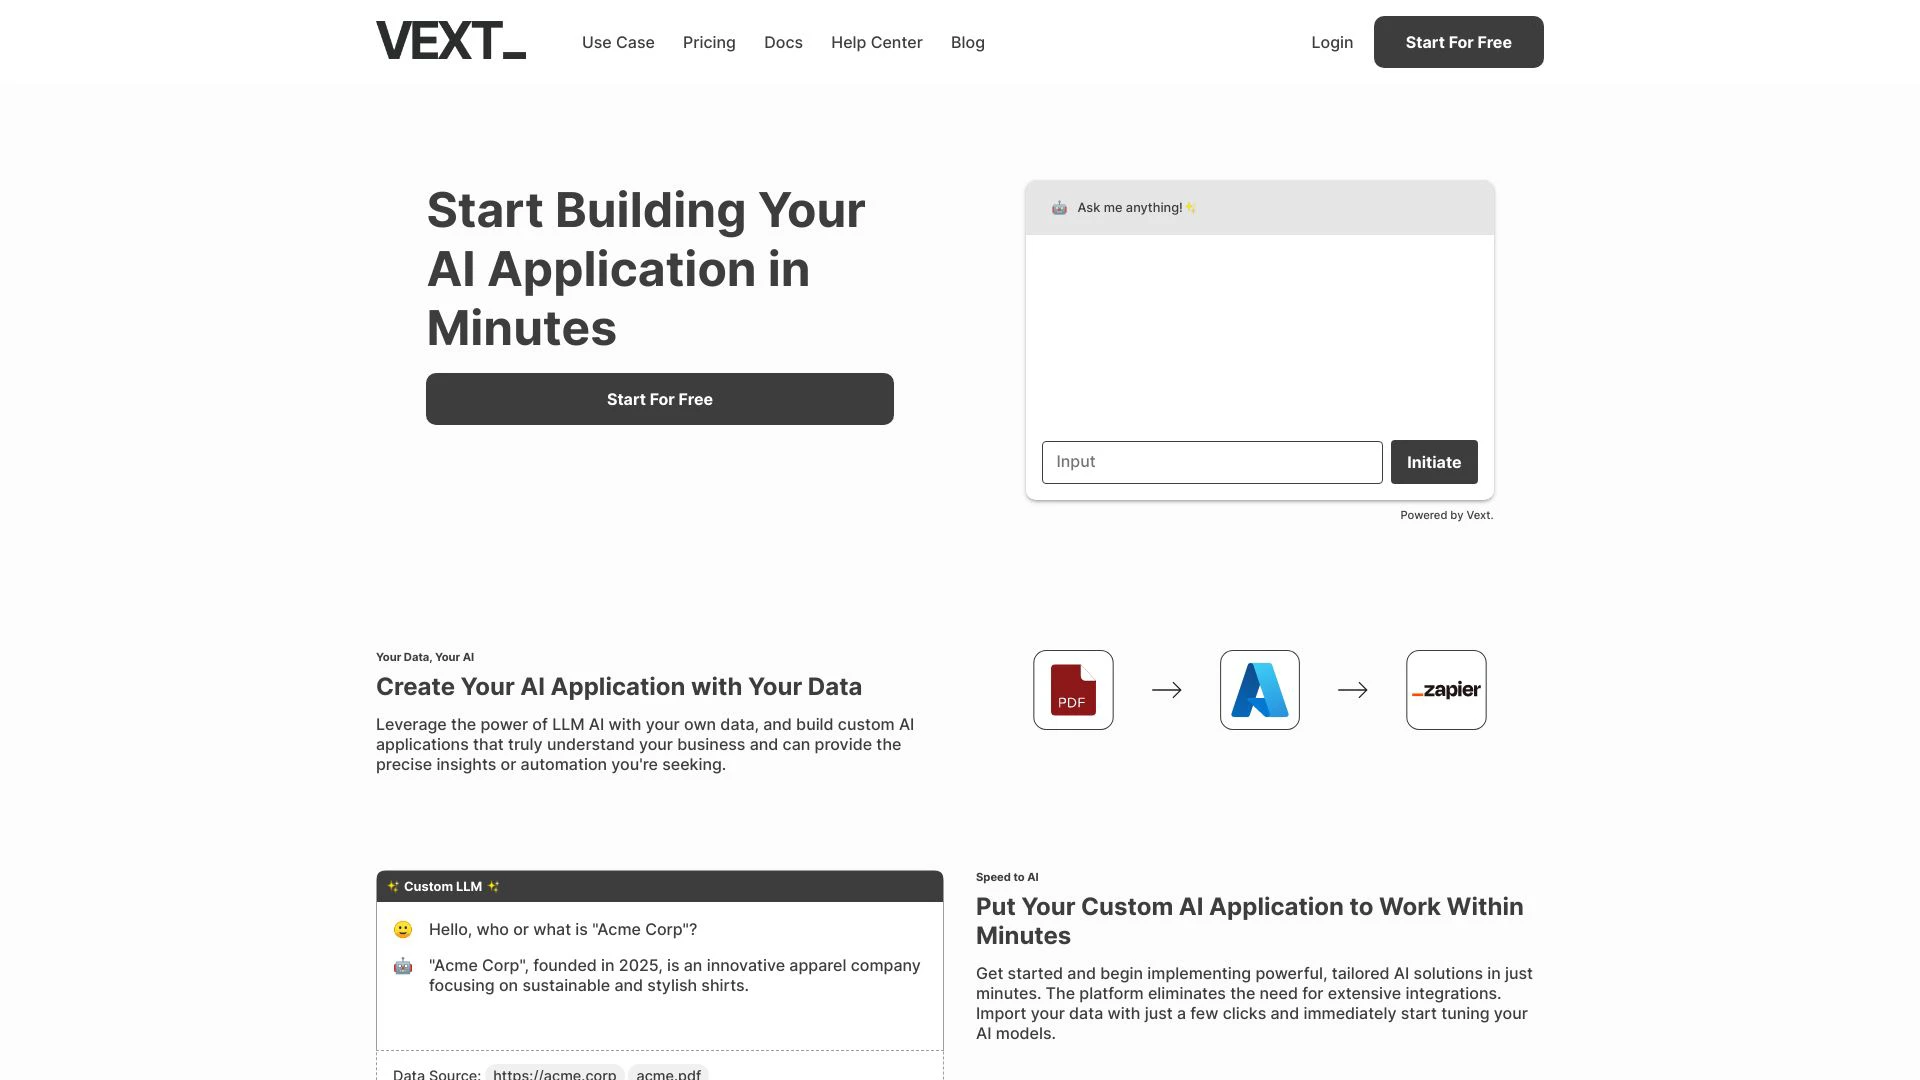 VEXT_
Use Case
Pricing
Docs
Help Center
Blog
Login
Start For Free
Start Building Your
AI Application in
Minutes
Start For Free
🤖 Ask me anything!✨
Input
Initiate
Powered by Vext.
Your Data, Your AI
Create Your AI Application with Your Data
Leverage the power of LLM AI with your own data, and build custom AI
applications that truly understand your business and can provide the
precise insights or automation you're seeking.
PDF
_zapier
✨ Custom LLM ✨
🙂 Hello, who or what is "Acme Corp"?
🤖 "Acme Corp", founded in 2025, is an innovative apparel company
focusing on sustainable and stylish shirts.
Data Source: https://acme.corp acme.pdf
Speed to AI
Put Your Custom AI Application to Work Within
Minutes
Get started and begin implementing powerful, tailored AI solutions in just
minutes. The platform eliminates the need for extensive integrations.
Import your data with just a few clicks and immediately start tuning your
AI models.